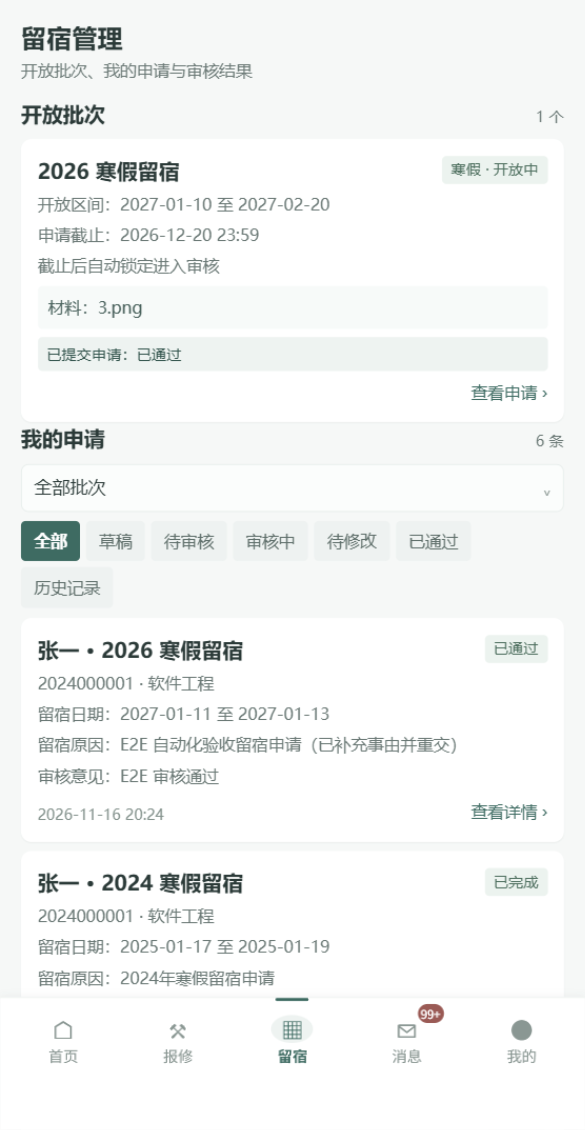 留宿管理
开放批次、我的申请与审核结果
开放批次
1 个
2026 寒假留宿
寒假 · 开放中
开放区间：2027-01-10 至 2027-02-20
申请截止：2026-12-20 23:59
截止后自动锁定进入审核
材料：3.png
已提交申请：已通过
查看申请 ›
我的申请
6 条
全部批次
全部
草稿
待审核
审核中
待修改
已通过
历史记录
张一 • 2026 寒假留宿
已通过
2024000001 · 软件工程
留宿日期：2027-01-11 至 2027-01-13
留宿原因：E2E 自动化验收留宿申请（已补充事由并重交）
审核意见：E2E 审核通过
2026-11-16 20:24
查看详情 ›
张一 • 2024 寒假留宿
已完成
2024000001 · 软件工程
留宿日期：2025-01-17 至 2025-01-19
留宿原因：2024年寒假留宿申请
99+
首页
报修
留宿
消息
我的